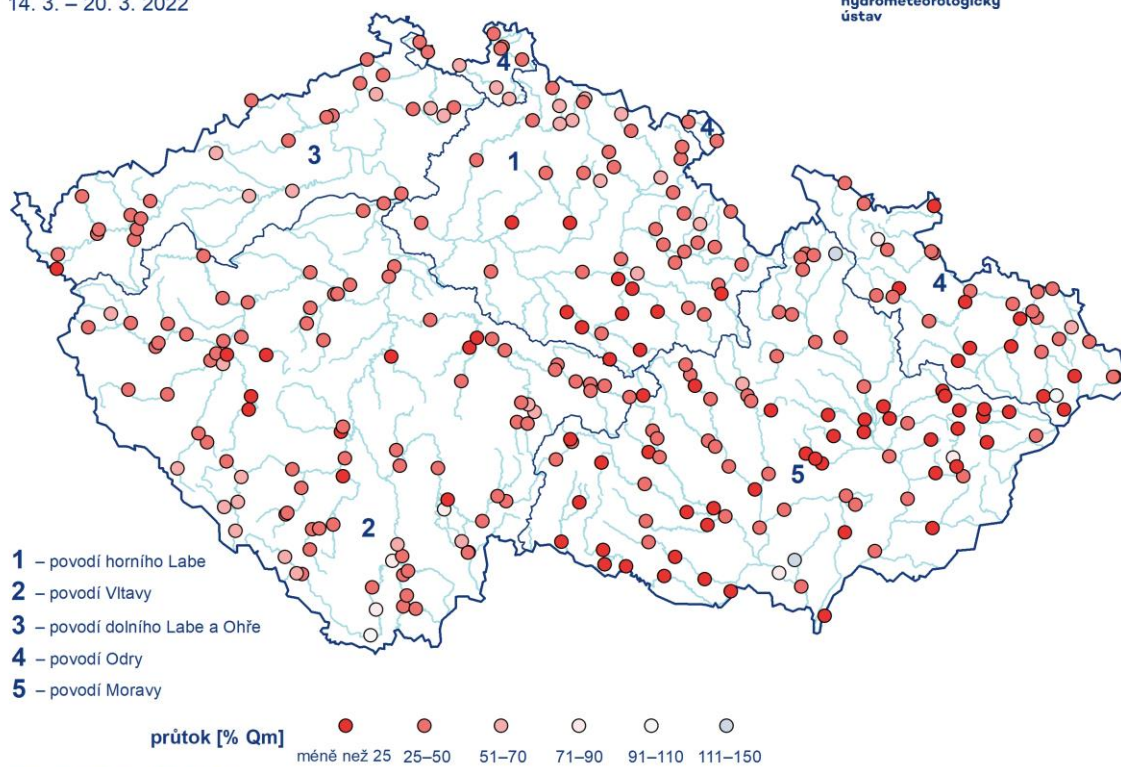 14. 3. – 20. 3. 2022
hydrometeorologický
ústav
4
4
3
1
4
5
2
1 – povodí horního Labe
2 – povodí Vltavy
3 – povodí dolního Labe a Ohře
4 – povodí Odry
5 – povodí Moravy
průtok [% Qm]
méně než 25 25–50 51–70 71–90 91–110 111–150